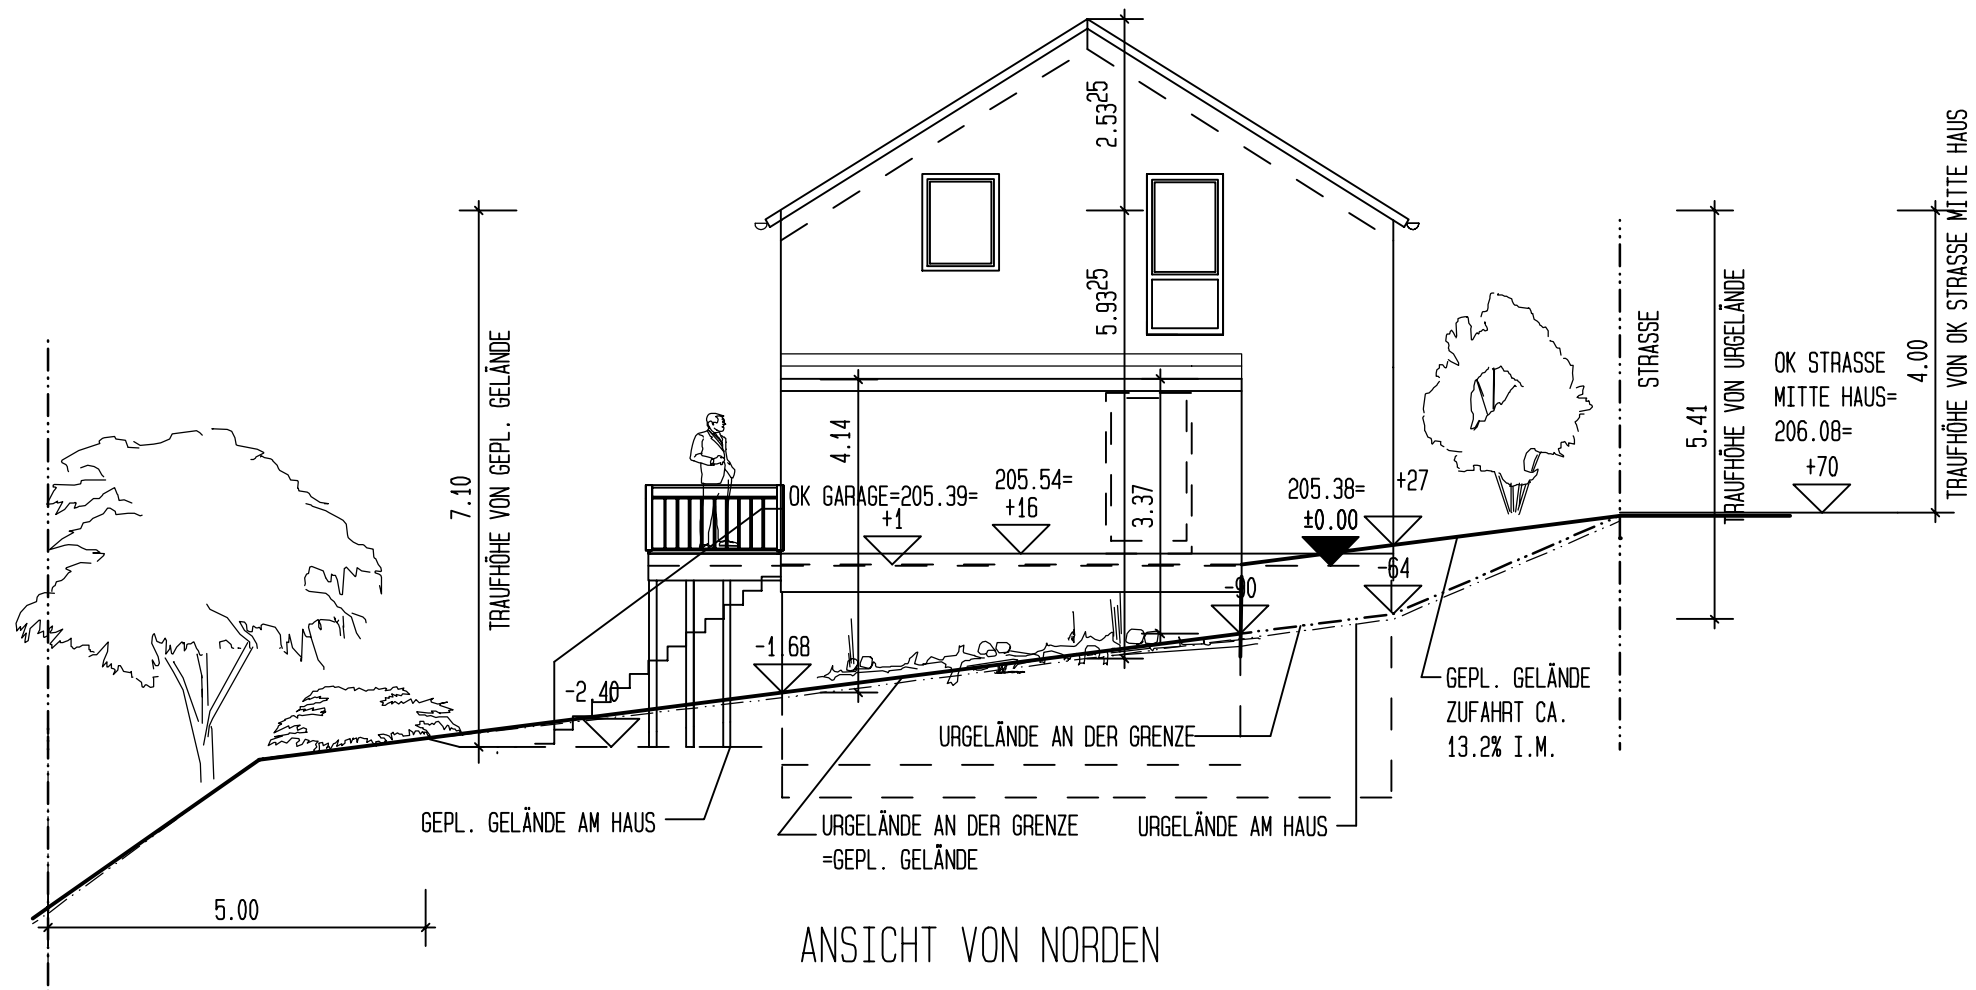 2.53²⁵
5.93²⁵
7.10
TRAUFHÖHE VON GEPL. GELÄNDE
4.14
3.37
OK GARAGE=205.39=
+1
205.54=
+16
205.38=
±0.00
+27
-64
-90
-1.68
-2.40
STRASSE
5.41
TRAUFHÖHE VON URGELÄNDE
OK STRASSE
MITTE HAUS=
206.08=
+70
4.00
TRAUFHÖHE VON OK STRASSE MITTE HAUS
GEPL. GELÄNDE
ZUFAHRT CA.
13.2% I.M.
URGELÄNDE AN DER GRENZE
GEPL. GELÄNDE AM HAUS
URGELÄNDE AN DER GRENZE
=GEPL. GELÄNDE
URGELÄNDE AM HAUS
5.00
ANSICHT VON NORDEN